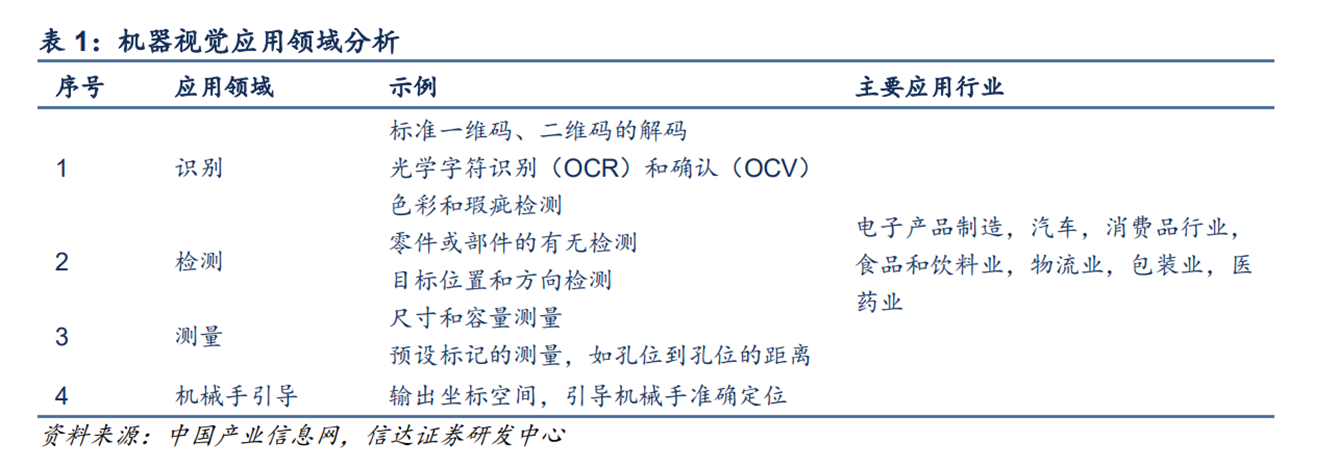 表 1：机器视觉应用领域分析
序号 应用领域 示例 主要应用行业
标准一维码、二维码的解码
1 识别 光学字符识别（OCR）和确认（OCV）
色彩和瑕疵检测
零件或部件的有无检测
2 检测
目标位置和方向检测
电子产品制造，汽车，消费品行业，
食品和饮料业，物流业，包装业，医
药业
尺寸和容量测量
3 测量
预设标记的测量，如孔位到孔位的距离
4 机械手引导 输出坐标空间，引导机械手准确定位
资料来源：中国产业信息网，信达证券研发中心